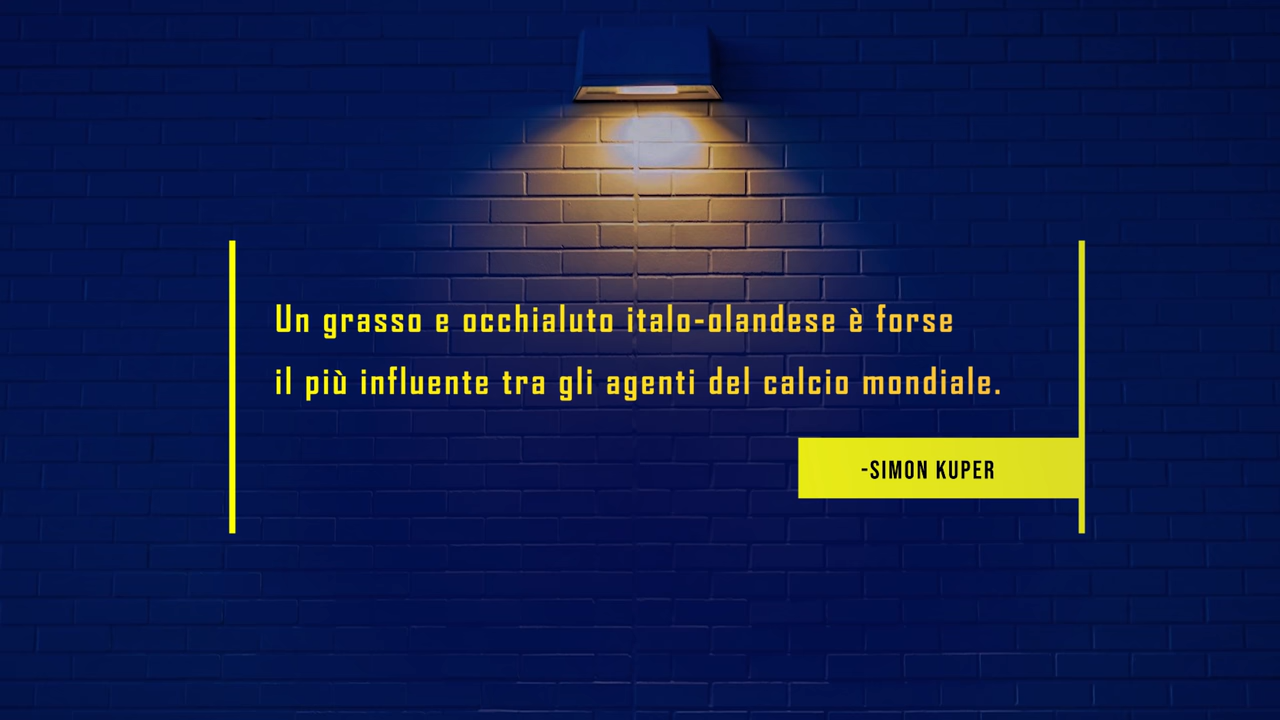 Un grasso e occhialuto italo-olandese è forse
il più influente tra gli agenti del calcio mondiale.
-SIMON KUPER